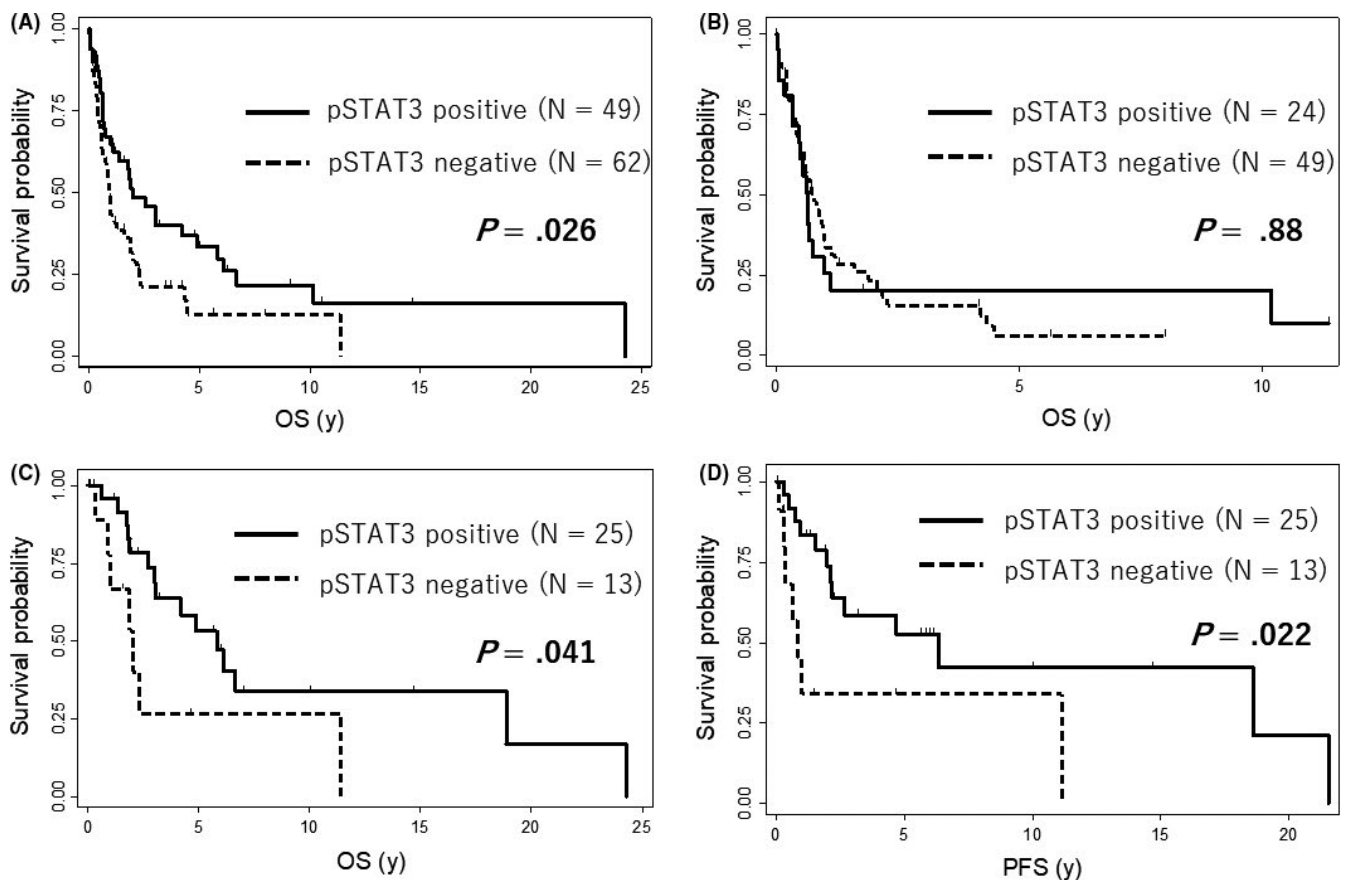 (A)
Survival probability
1.00
0.75
0.50
0.25
0.00
pSTAT3 positive (N = 49)
pSTAT3 negative (N = 62)
P = .026
0 5 10 15 20 25
OS (y)
(B)
Survival probability
1.00
0.75
0.50
0.25
0.00
pSTAT3 positive (N = 24)
pSTAT3 negative (N = 49)
P = .88
0 5 10
OS (y)
(C)
Survival probability
1.00
0.75
0.50
0.25
0.00
pSTAT3 positive (N = 25)
pSTAT3 negative (N = 13)
P = .041
0 5 10 15 20 25
OS (y)
(D)
Survival probability
1.00
0.75
0.50
0.25
0.00
pSTAT3 positive (N = 25)
pSTAT3 negative (N = 13)
P = .022
0 5 10 15 20
PFS (y)